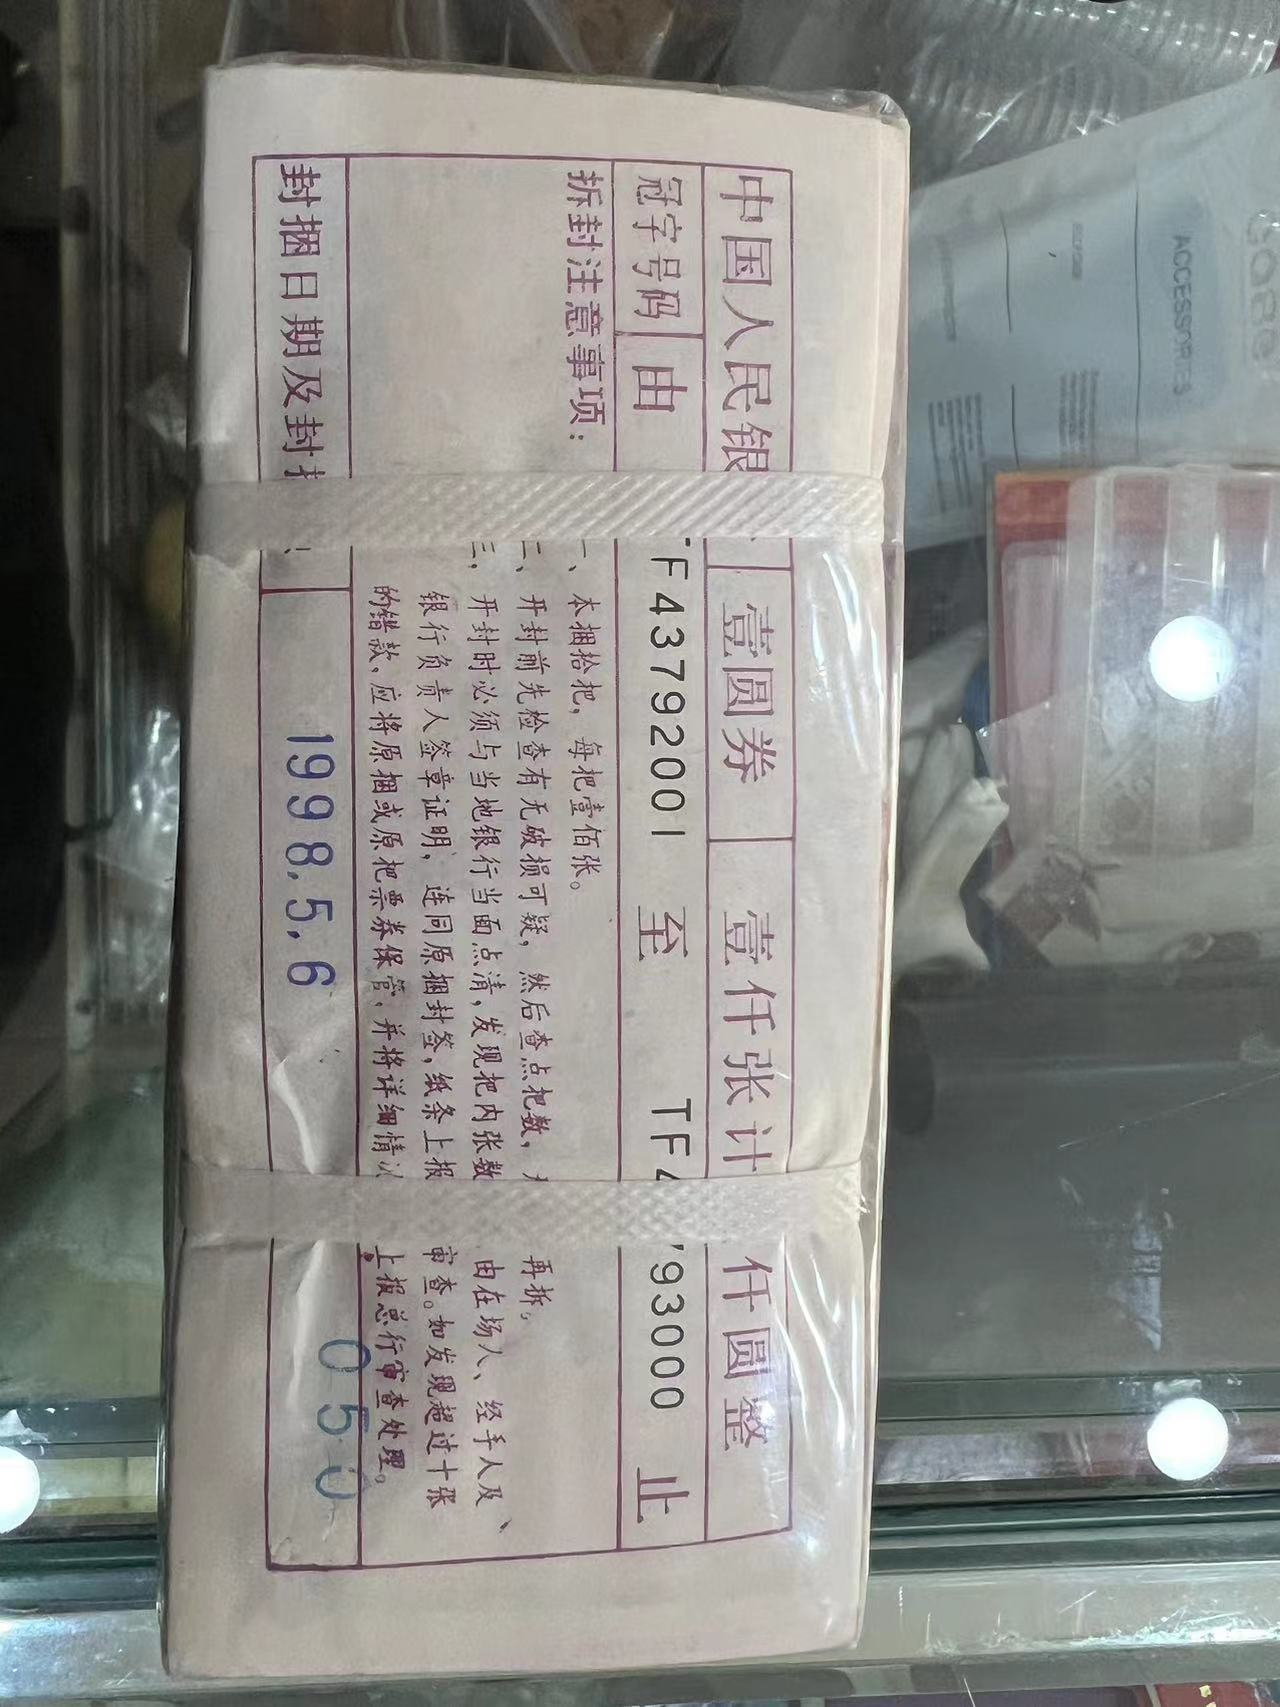 中国人民银 壹圆券 壹仟张计 仟圆整
冠字号码 由 F43792001 至 TF4 793000 止
拆封注意事项：
一、本捆拾把，每把壹佰张。
二、开封前先检查有无破损可疑，然后查点把数， 再拆，
三、开封时必须与当地银行当面点清，发现把内张数 由在场人、经手人及、
银行负责人签章证明，连同原捆封签，纸条上报 审查。如发现超过十张
的错款，应将原捆或原把票券保管，并将详细情况 上报总行审查处理。
封捆日期及封 1998.5.6 050
ACCESSORIES